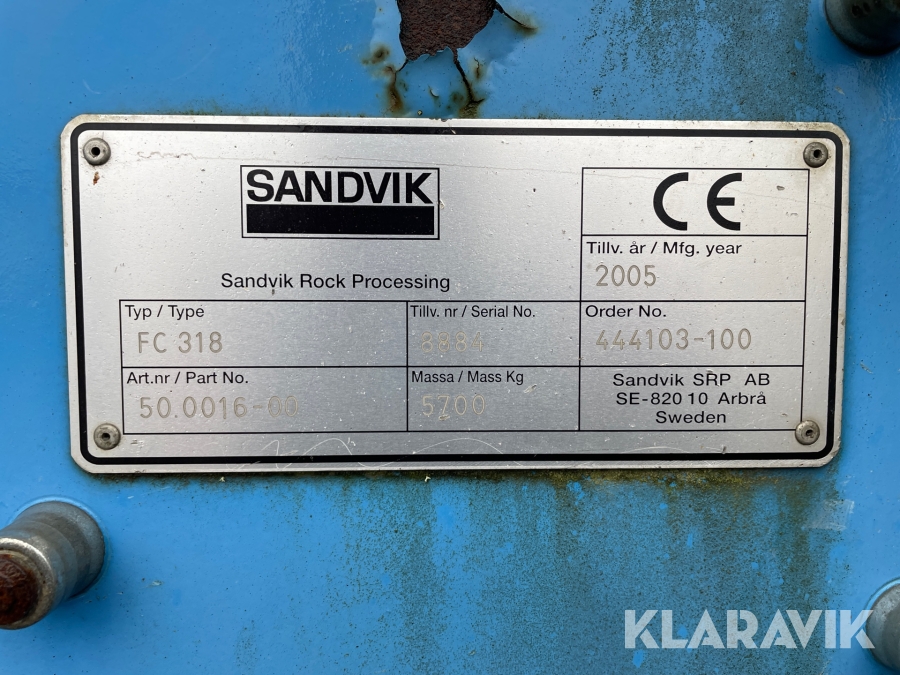 SANDVIK
CE
Tillv. år / Mfg. year
2005
Sandvik Rock Processing
Typ / Type
FC 318
Tillv. nr / Serial No.
8884
Order No.
444103-100
Art.nr / Part No.
50.0016-00
Massa / Mass Kg
5700
Sandvik SRP AB
SE-820 10 Arbrå
Sweden
KLARAVIK